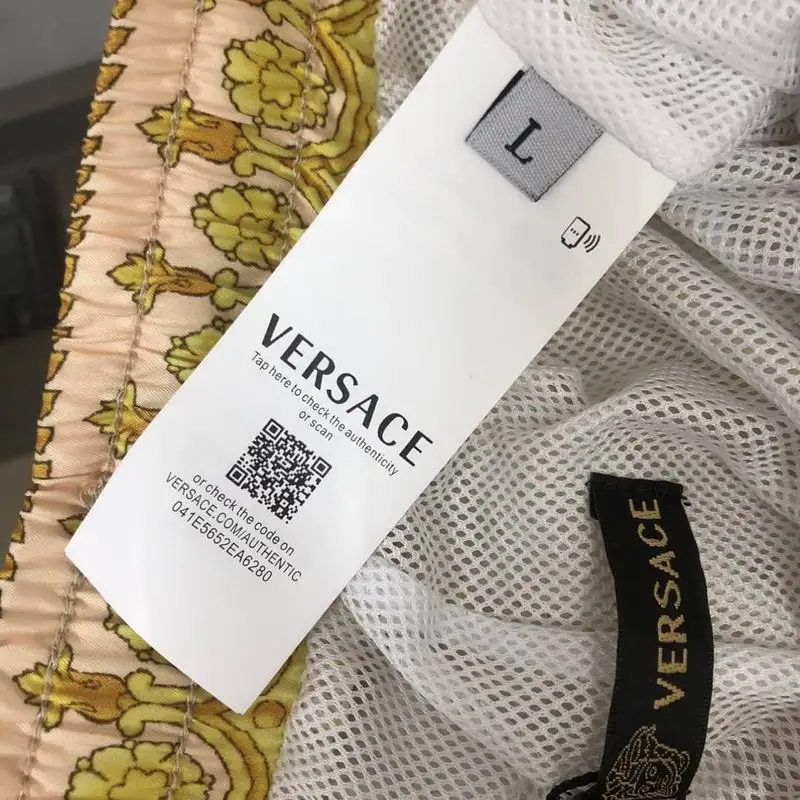 L
VERSACE
Tap here to check the authenticity
or scan
or check the code on
VERSACE.COM/AUTHENTIC
041E5652EA6280
VERSACE